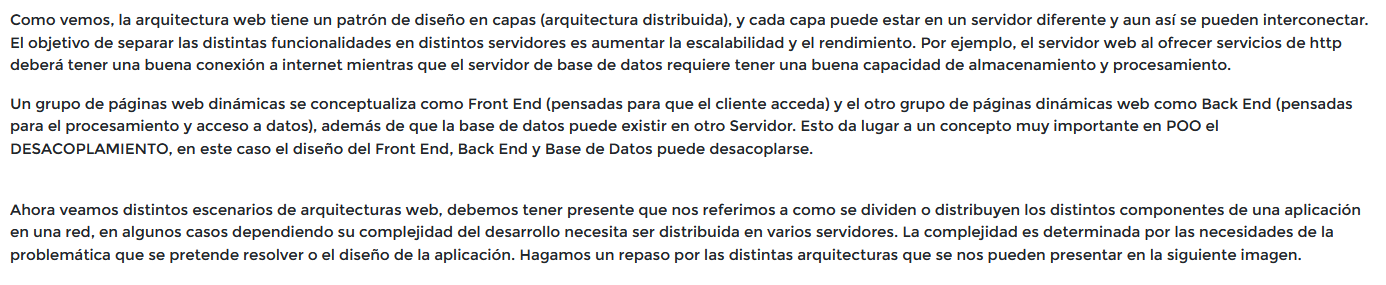 Como vemos, la arquitectura web tiene un patrón de diseño en capas (arquitectura distribuida), y cada capa puede estar en un servidor diferente y aun así se pueden interconectar.
El objetivo de separar las distintas funcionalidades en distintos servidores es aumentar la escalabilidad y el rendimiento. Por ejemplo, el servidor web al ofrecer servicios de http
deberá tener una buena conexión a internet mientras que el servidor de base de datos requiere tener una buena capacidad de almacenamiento y procesamiento.
Un grupo de páginas web dinámicas se conceptualiza como Front End (pensadas para que el cliente acceda) y el otro grupo de páginas dinámicas web como Back End (pensadas
para el procesamiento y acceso a datos), además de que la base de datos puede existir en otro Servidor. Esto da lugar a un concepto muy importante en POO el
DESACOPLAMIENTO, en este caso el diseño del Front End, Back End y Base de Datos puede desacoplarse.
Ahora veamos distintos escenarios de arquitecturas web, debemos tener presente que nos referimos a como se dividen o distribuyen los distintos componentes de una aplicación
en una red, en algunos casos dependiendo su complejidad del desarrollo necesita ser distribuida en varios servidores. La complejidad es determinada por las necesidades de la
problemática que se pretende resolver o el diseño de la aplicación. Hagamos un repaso por las distintas arquitecturas que se nos pueden presentar en la siguiente imagen.